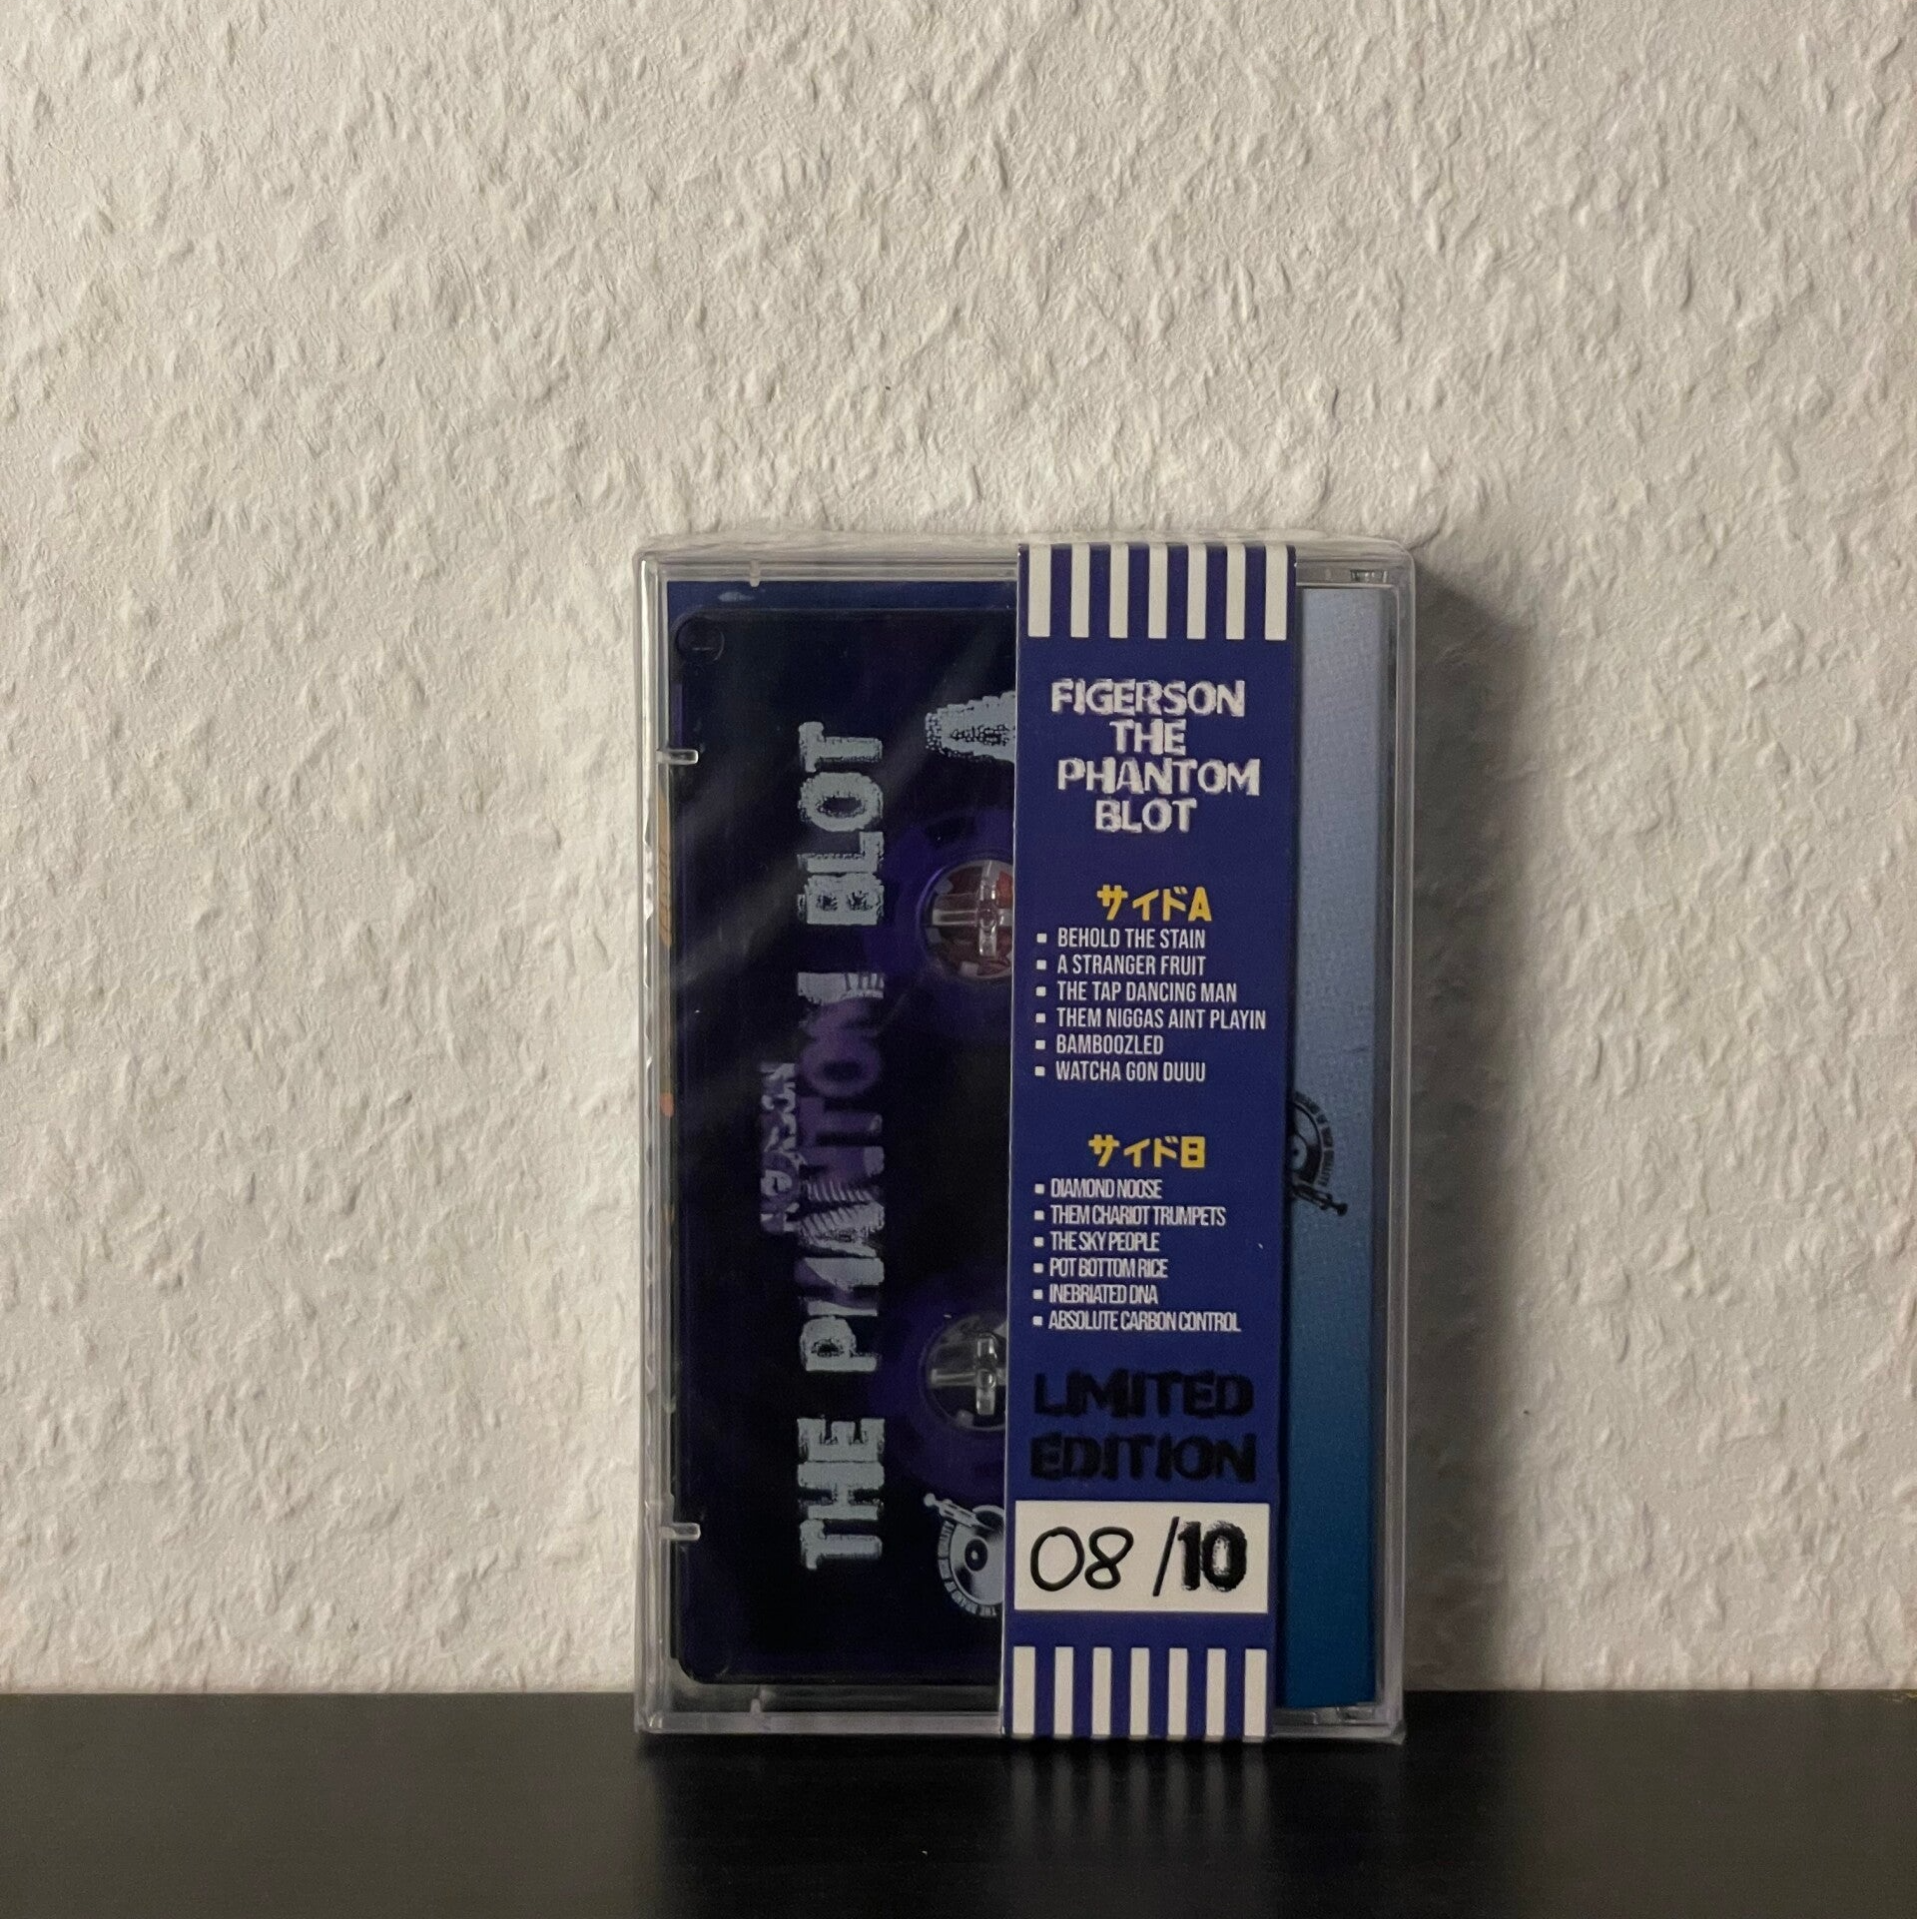 THE PHANTOM BLOT
FIGERSON
THE
PHANTOM
BLOT
サイドA
▪ BEHOLD THE STAIN
▪ A STRANGER FRUIT
▪ THE TAP DANCING MAN
▪ THEM NIGGAS AINT PLAYIN
▪ BAMBOOZLED
▪ WATCHA GON DUUU
サイドB
▪ DIAMOND NOOSE
▪ THEM CHARIOT TRUMPETS
▪ THE SKY PEOPLE
▪ POT BOTTOM RICE
▪ INEBRIATED DNA
▪ ABSOLUTE CARBON CONTROL
LIMITED
EDITION
08 /10